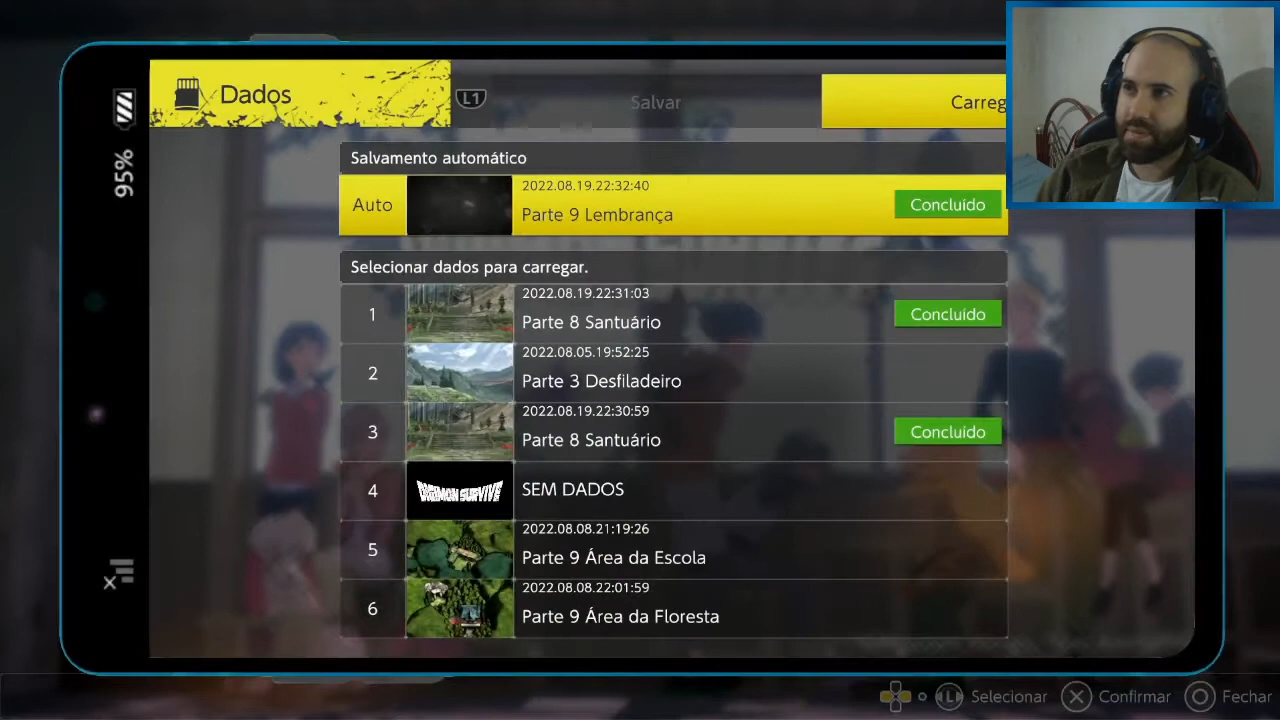 Dados
L1
Salvar
Carreg
95%
Salvamento automático
Auto
2022.08.19.22:32:40
Parte 9 Lembrança
Concluído
Selecionar dados para carregar.
1
2022.08.19.22:31:03
Parte 8 Santuário
Concluído
2
2022.08.05.19:52:25
Parte 3 Desfiladeiro
3
2022.08.19.22:30:59
Parte 8 Santuário
Concluído
4
DIGIMON SURVIVE
SEM DADOS
5
2022.08.08.21:19:26
Parte 9 Área da Escola
6
2022.08.08.22:01:59
Parte 9 Área da Floresta
L Selecionar
Confirmar
Fechar